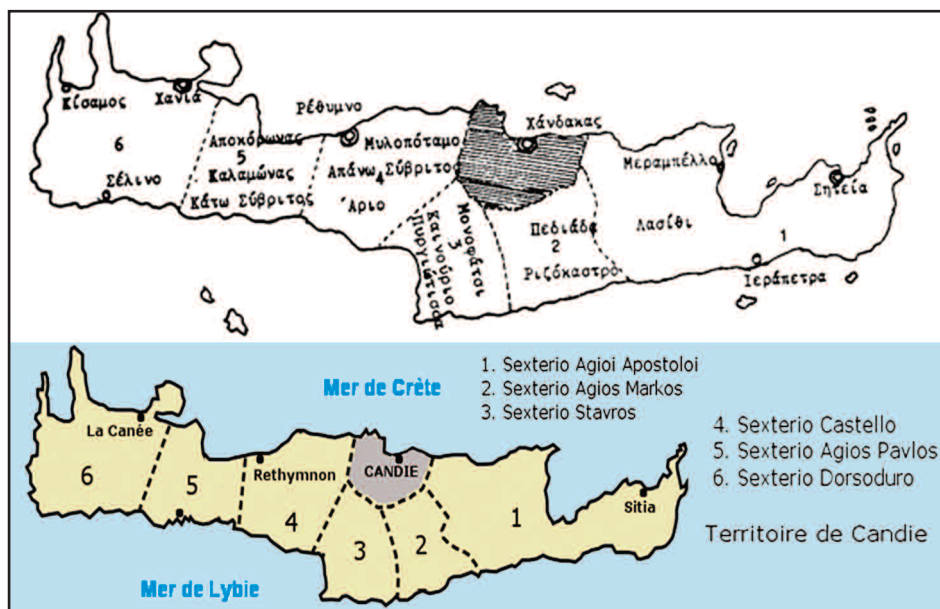 Κίσαμος
Χανιά
Ρέθυμνο
Χάνδακας
6
Αποκόρωνας
5
Καλαμώνας
Κάτω Σύβριτος
Σέλινο
Μυλοπόταμο
Απάνω Σύβριτο
4
Άριο
Μονοφάτσι
3
Καινούριο
Πυργιώτισσα
Πεδιάδα
2
Ριζόκαστρο
Μεραμπέλλο
Λασίθι
Σητεία
1
Ιεράπετρα
Mer de Crète
1. Sexterio Agioi Apostoloi
2. Sexterio Agios Markos
3. Sexterio Stavros
4. Sexterio Castello
5. Sexterio Agios Pavlos
6. Sexterio Dorsoduro
Territoire de Candie
La Canée
Rethymnon
CANDIE
Sitia
6
5
4
3
2
1
Mer de Lybie